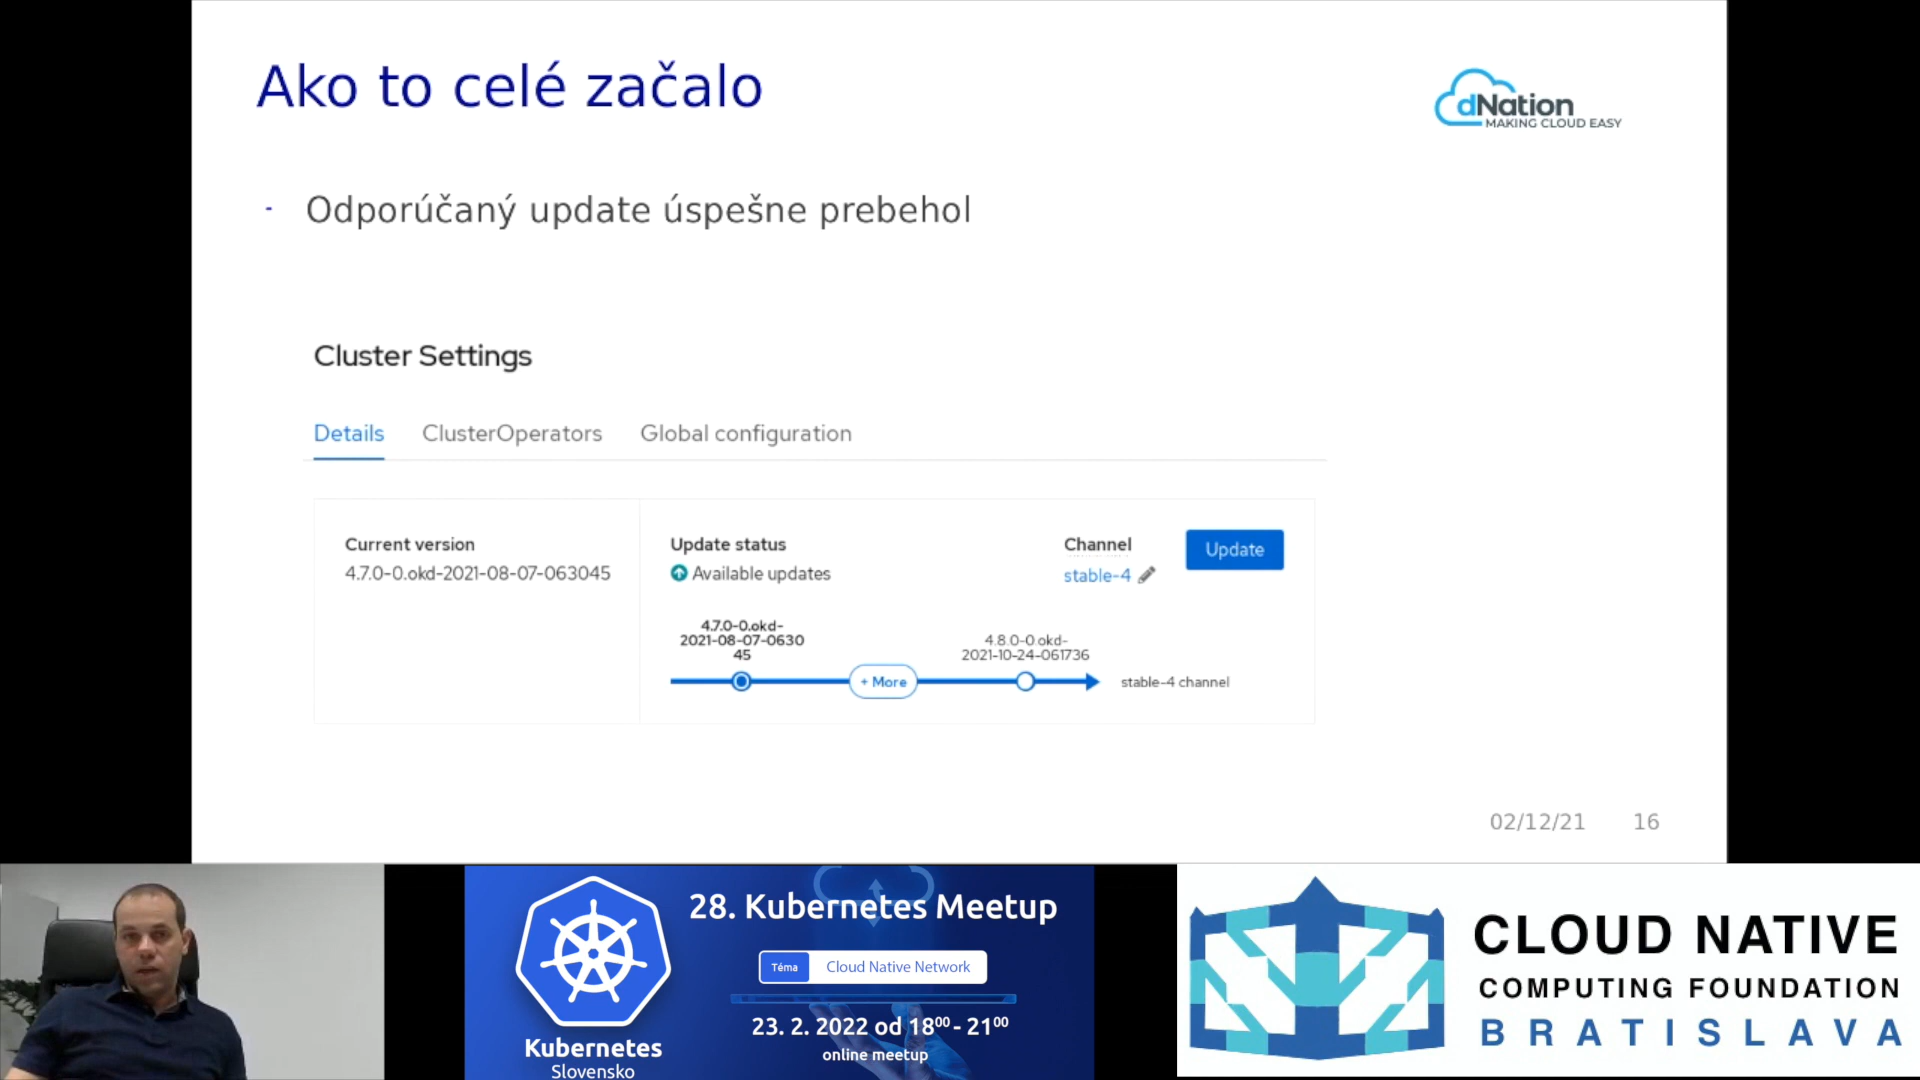 Ako to celé začalo
dNation
MAKING CLOUD EASY
- Odporúčaný update úspešne prebehol
Cluster Settings
Details ClusterOperators Global configuration
Current version
4.7.0-0.okd-2021-08-07-063045
Update status
Available updates
Channel
stable-4
Update
4.7.0-0.okd-
2021-08-07-0630
45
+ More
4.8.0-0.okd-
2021-10-24-061736
stable-4 channel
02/12/21 16
Kubernetes
Slovensko
28. Kubernetes Meetup
Téma Cloud Native Network
23. 2. 2022 od 18⁰⁰ - 21⁰⁰
online meetup
CLOUD NATIVE
COMPUTING FOUNDATION
BRATISLAVA